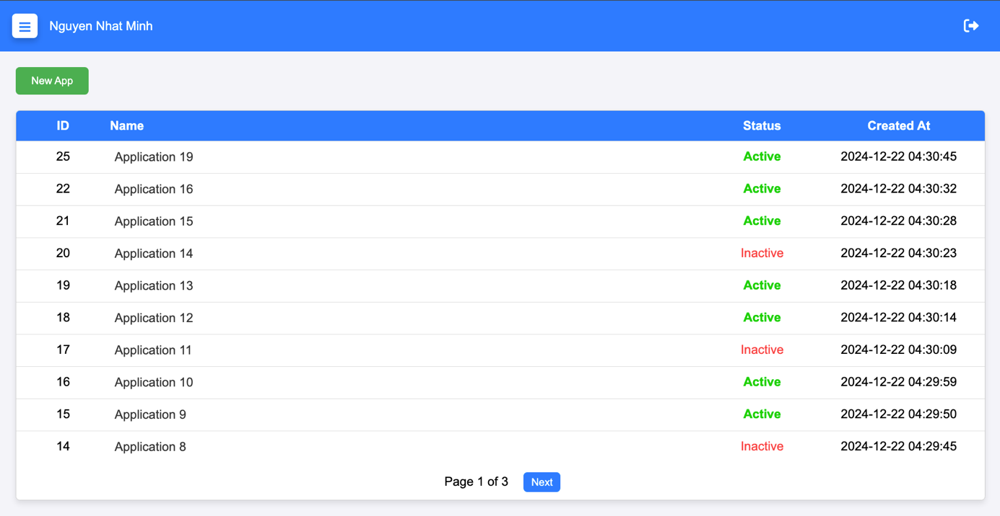 Nguyen Nhat Minh
New App
ID Name Status Created At
25 Application 19 Active 2024-12-22 04:30:45
22 Application 16 Active 2024-12-22 04:30:32
21 Application 15 Active 2024-12-22 04:30:28
20 Application 14 Inactive 2024-12-22 04:30:23
19 Application 13 Active 2024-12-22 04:30:18
18 Application 12 Active 2024-12-22 04:30:14
17 Application 11 Inactive 2024-12-22 04:30:09
16 Application 10 Active 2024-12-22 04:29:59
15 Application 9 Active 2024-12-22 04:29:50
14 Application 8 Inactive 2024-12-22 04:29:45
Page 1 of 3 Next